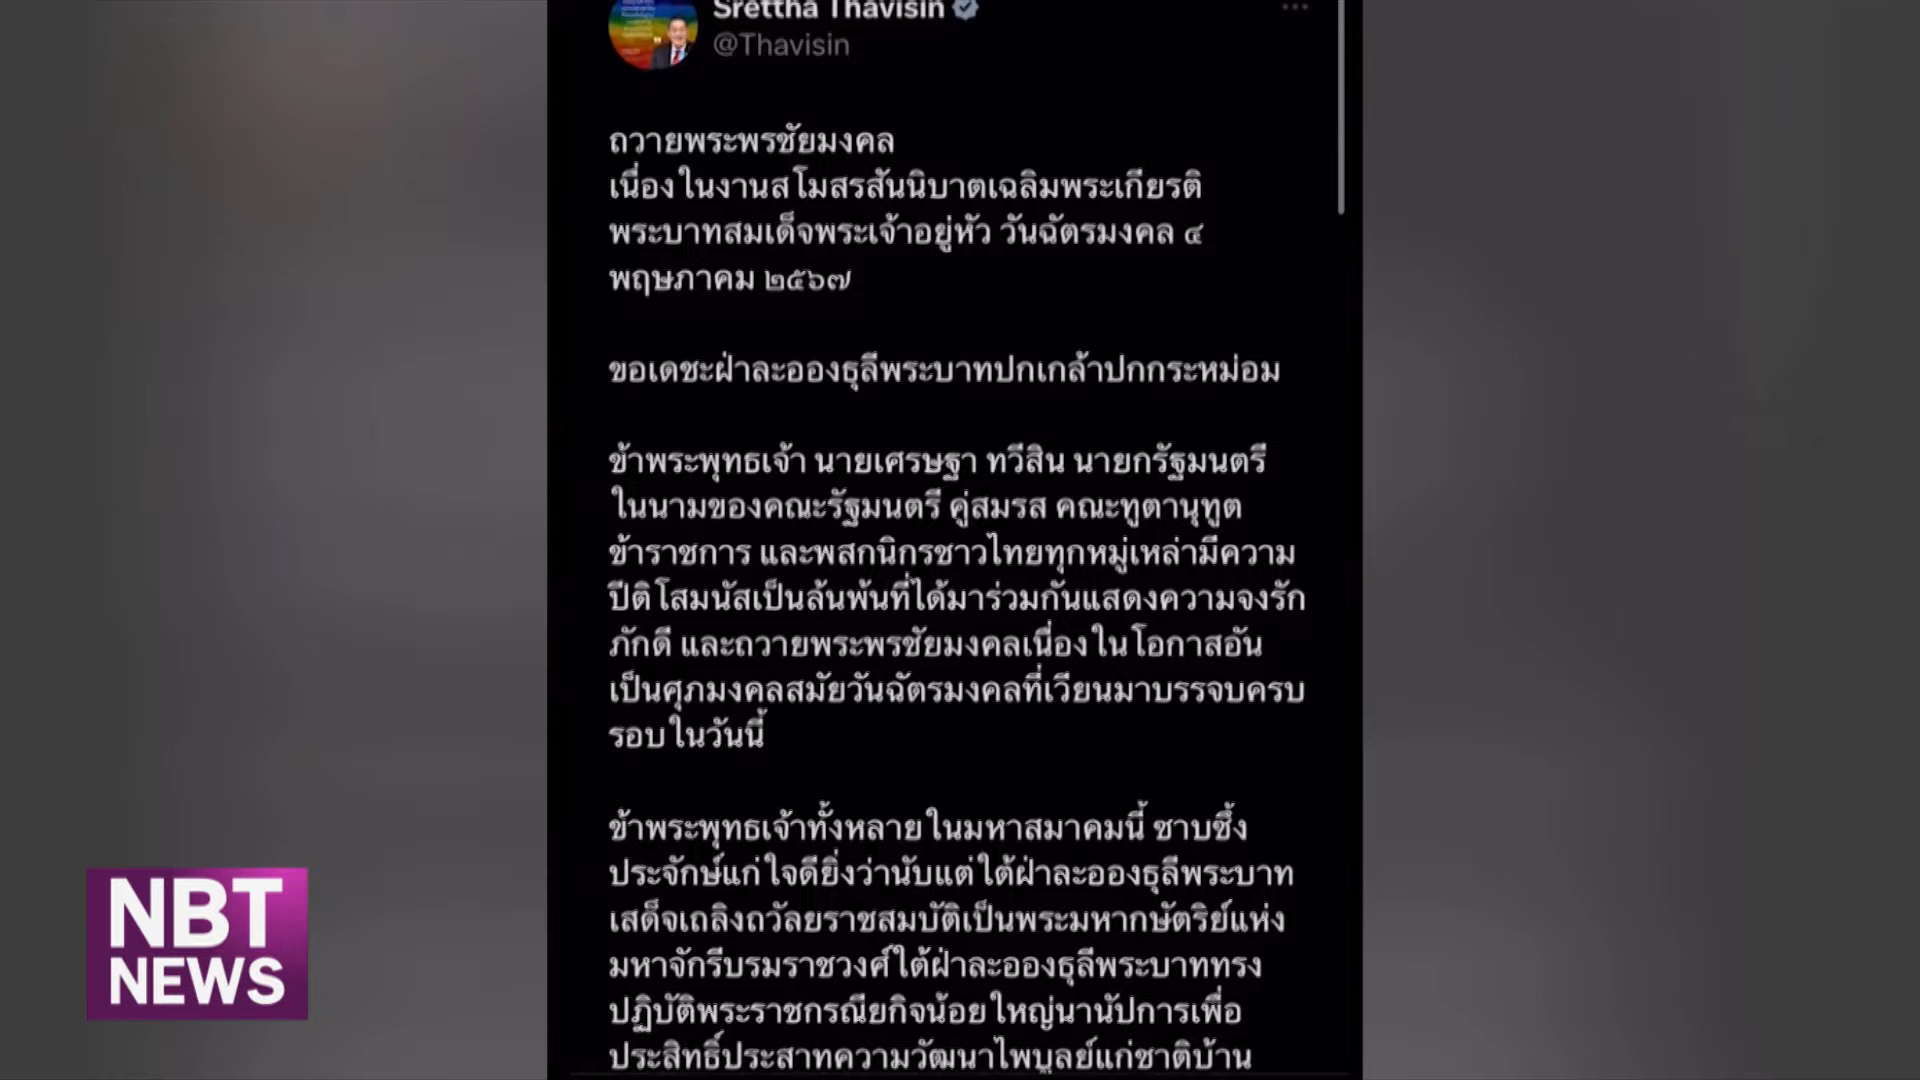 Srettha Thavisin
@Thavisin
ถวายพระพรชัยมงคล
เนื่องในงานสโมสรสันนิบาตเฉลิมพระเกียรติ
พระบาทสมเด็จพระเจ้าอยู่หัว วันฉัตรมงคล ๔
พฤษภาคม ๒๕๖๗
ขอเดชะฝ่าละอองธุลีพระบาทปกเกล้าปกกระหม่อม
ข้าพระพุทธเจ้า นายเศรษฐา ทวีสิน นายกรัฐมนตรี
ในนามของคณะรัฐมนตรี คู่สมรส คณะทูตานุทูต
ข้าราชการ และพสกนิกรชาวไทยทุกหมู่เหล่ามีความ
ปีติโสมนัสเป็นล้นพ้นที่ได้มาร่วมกันแสดงความจงรัก
ภักดี และถวายพระพรชัยมงคลเนื่องในโอกาสอัน
เป็นศุภมงคลสมัยวันฉัตรมงคลที่เวียนมาบรรจบครบ
รอบในวันนี้
ข้าพระพุทธเจ้าทั้งหลายในมหาสมาคมนี้ ซาบซึ้ง
ประจักษ์แก่ใจดียิ่งว่านับแต่ใต้ฝ่าละอองธุลีพระบาท
เสด็จเถลิงถวัลยราชสมบัติเป็นพระมหากษัตริย์แห่ง
มหาจักรีบรมราชวงศ์ใต้ฝ่าละอองธุลีพระบาททรง
ปฏิบัติพระราชกรณียกิจน้อยใหญ่นานัปการเพื่อ
ประสิทธิ์ประสาทความวัฒนาไพบูลย์แก่ชาติบ้าน
NBT
NEWS